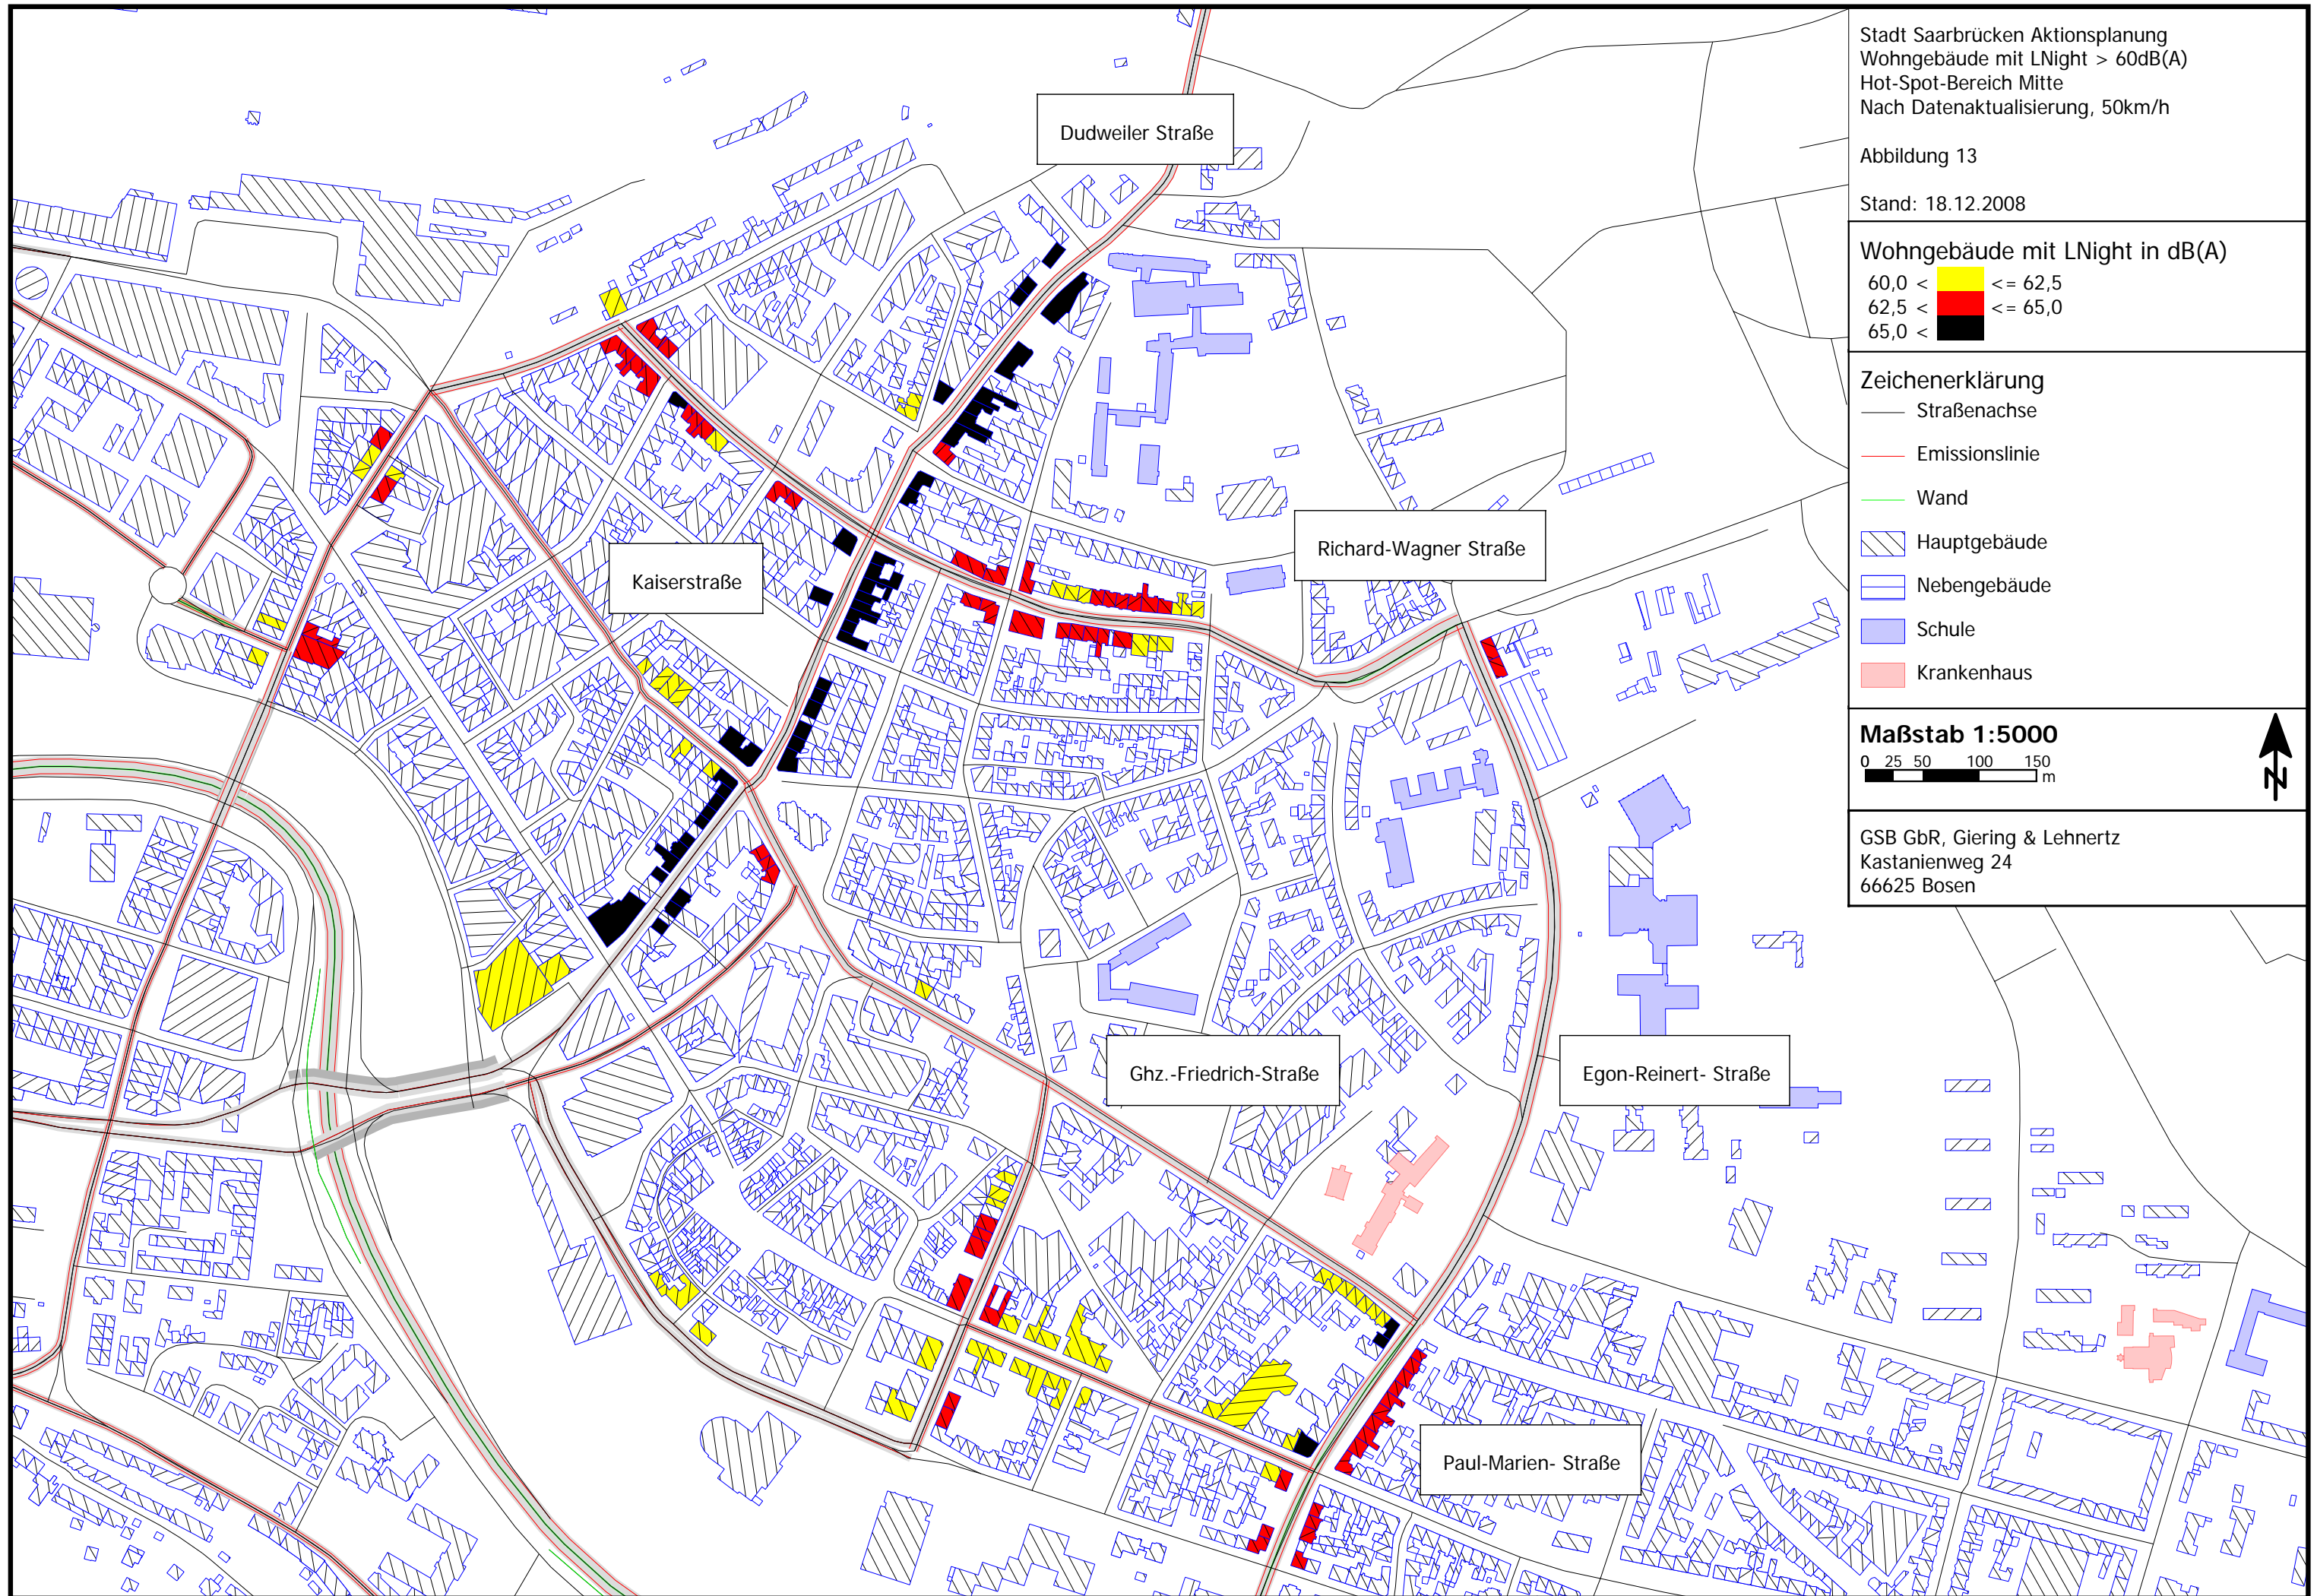 Stadt Saarbrücken Aktionsplanung
Wohngebäude mit LNight > 60dB(A)
Hot-Spot-Bereich Mitte
Nach Datenaktualisierung, 50km/h
Abbildung 13
Stand: 18.12.2008
Wohngebäude mit LNight in dB(A)
60,0 < <= 62,5
62,5 < <= 65,0
65,0 <
Zeichenerklärung
Straßenachse
Emissionslinie
Wand
Hauptgebäude
Nebengebäude
Schule
Krankenhaus
Maßstab 1:5000
0 25 50 100 150
m
N
GSB GbR, Giering & Lehnertz
Kastanienweg 24
66625 Bosen
Dudweiler Straße
Richard-Wagner Straße
Kaiserstraße
Ghz.-Friedrich-Straße
Egon-Reinert- Straße
Paul-Marien- Straße